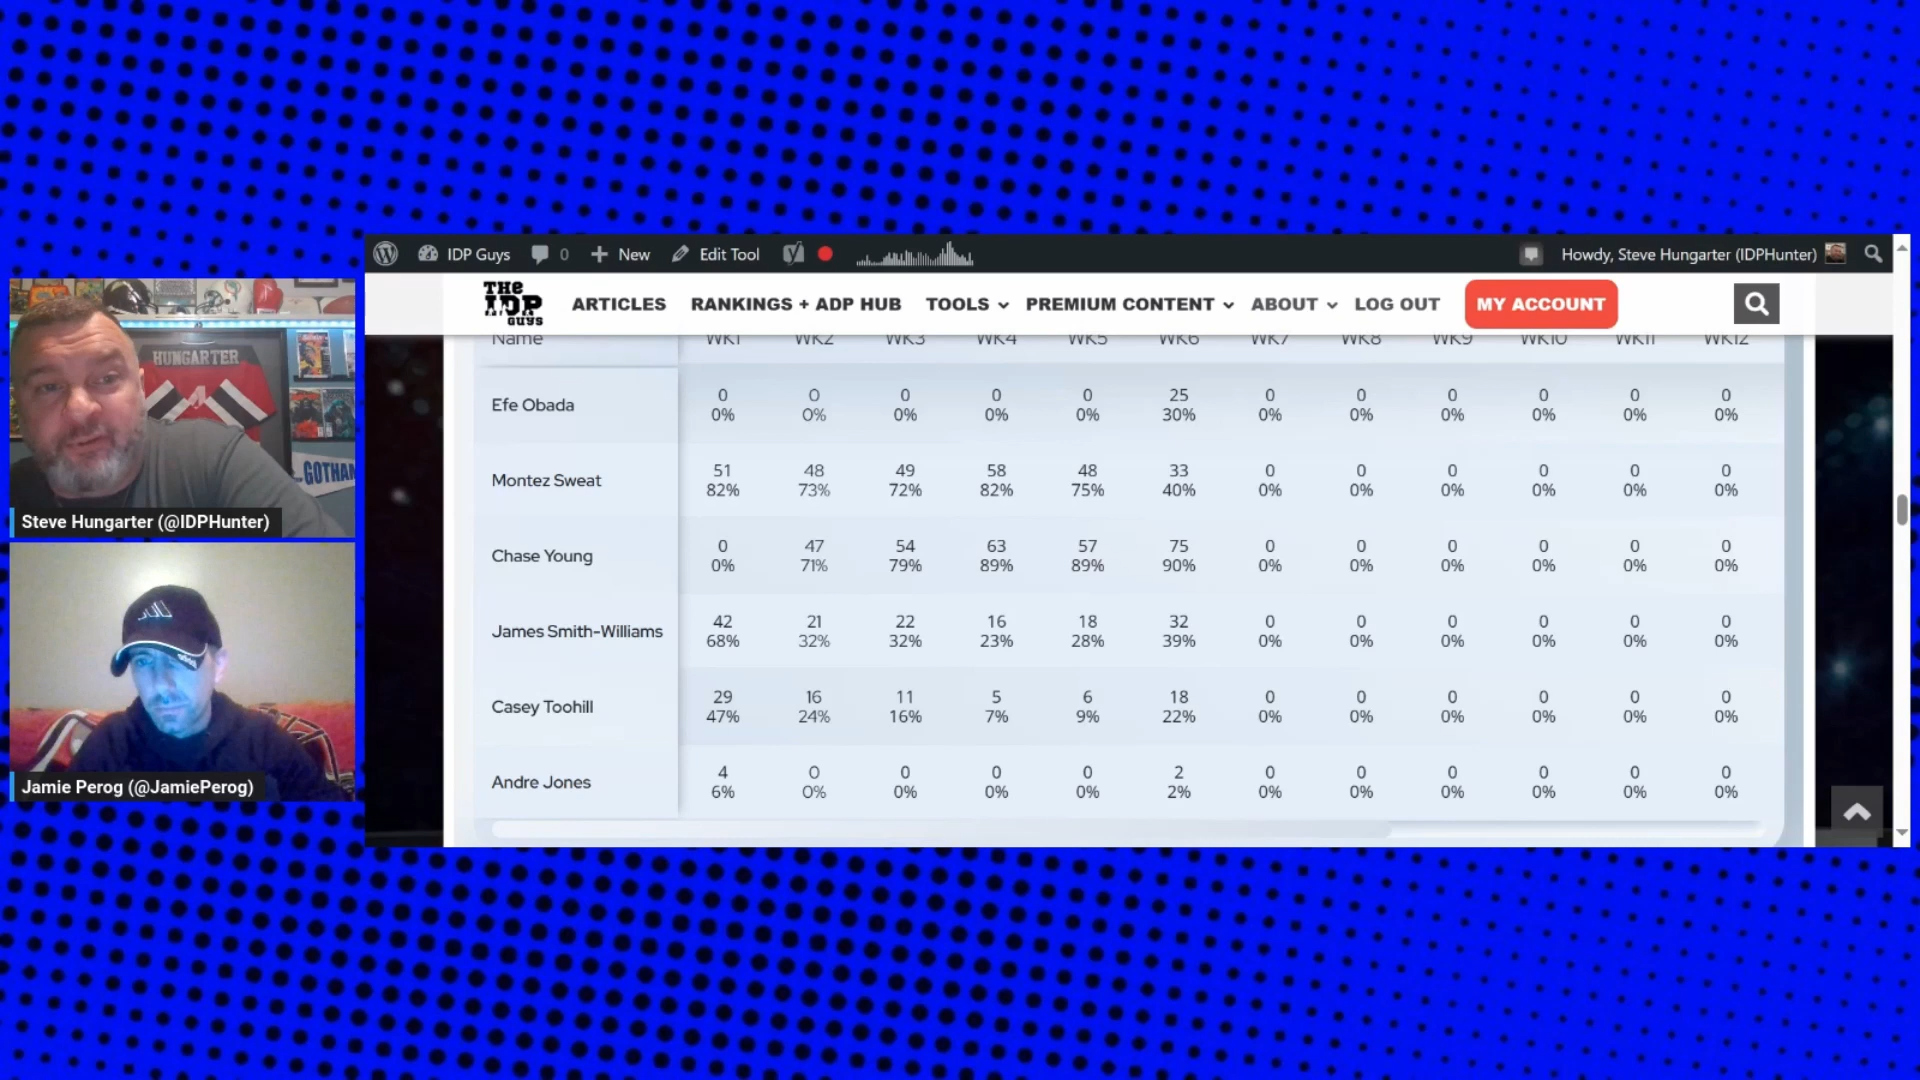 IDP Guys
0
New
Edit Tool
Howdy, Steve Hungarter (IDPHunter)
THE
IDP
GUYS
ARTICLES
RANKINGS + ADP HUB
TOOLS
PREMIUM CONTENT
ABOUT
LOG OUT
MY ACCOUNT
Name WK1 WK2 WK3 WK4 WK5 WK6 WK7 WK8 WK9 WK10 WK11 WK12
Efe Obada
0 0 0 0 0 25 0 0 0 0 0 0
0% 0% 0% 0% 0% 30% 0% 0% 0% 0% 0% 0%
Montez Sweat
51 48 49 58 48 33 0 0 0 0 0 0
82% 73% 72% 82% 75% 40% 0% 0% 0% 0% 0% 0%
Chase Young
0 47 54 63 57 75 0 0 0 0 0 0
0% 71% 79% 89% 89% 90% 0% 0% 0% 0% 0% 0%
James Smith-Williams
42 21 22 16 18 32 0 0 0 0 0 0
68% 32% 32% 23% 28% 39% 0% 0% 0% 0% 0% 0%
Casey Toohill
29 16 11 5 6 18 0 0 0 0 0 0
47% 24% 16% 7% 9% 22% 0% 0% 0% 0% 0% 0%
Andre Jones
4 0 0 0 0 2 0 0 0 0 0 0
6% 0% 0% 0% 0% 2% 0% 0% 0% 0% 0% 0%
HUNGARTER
GOTHAM
Steve Hungarter (@IDPHunter)
adidas
Jamie Perog (@JamiePerog)